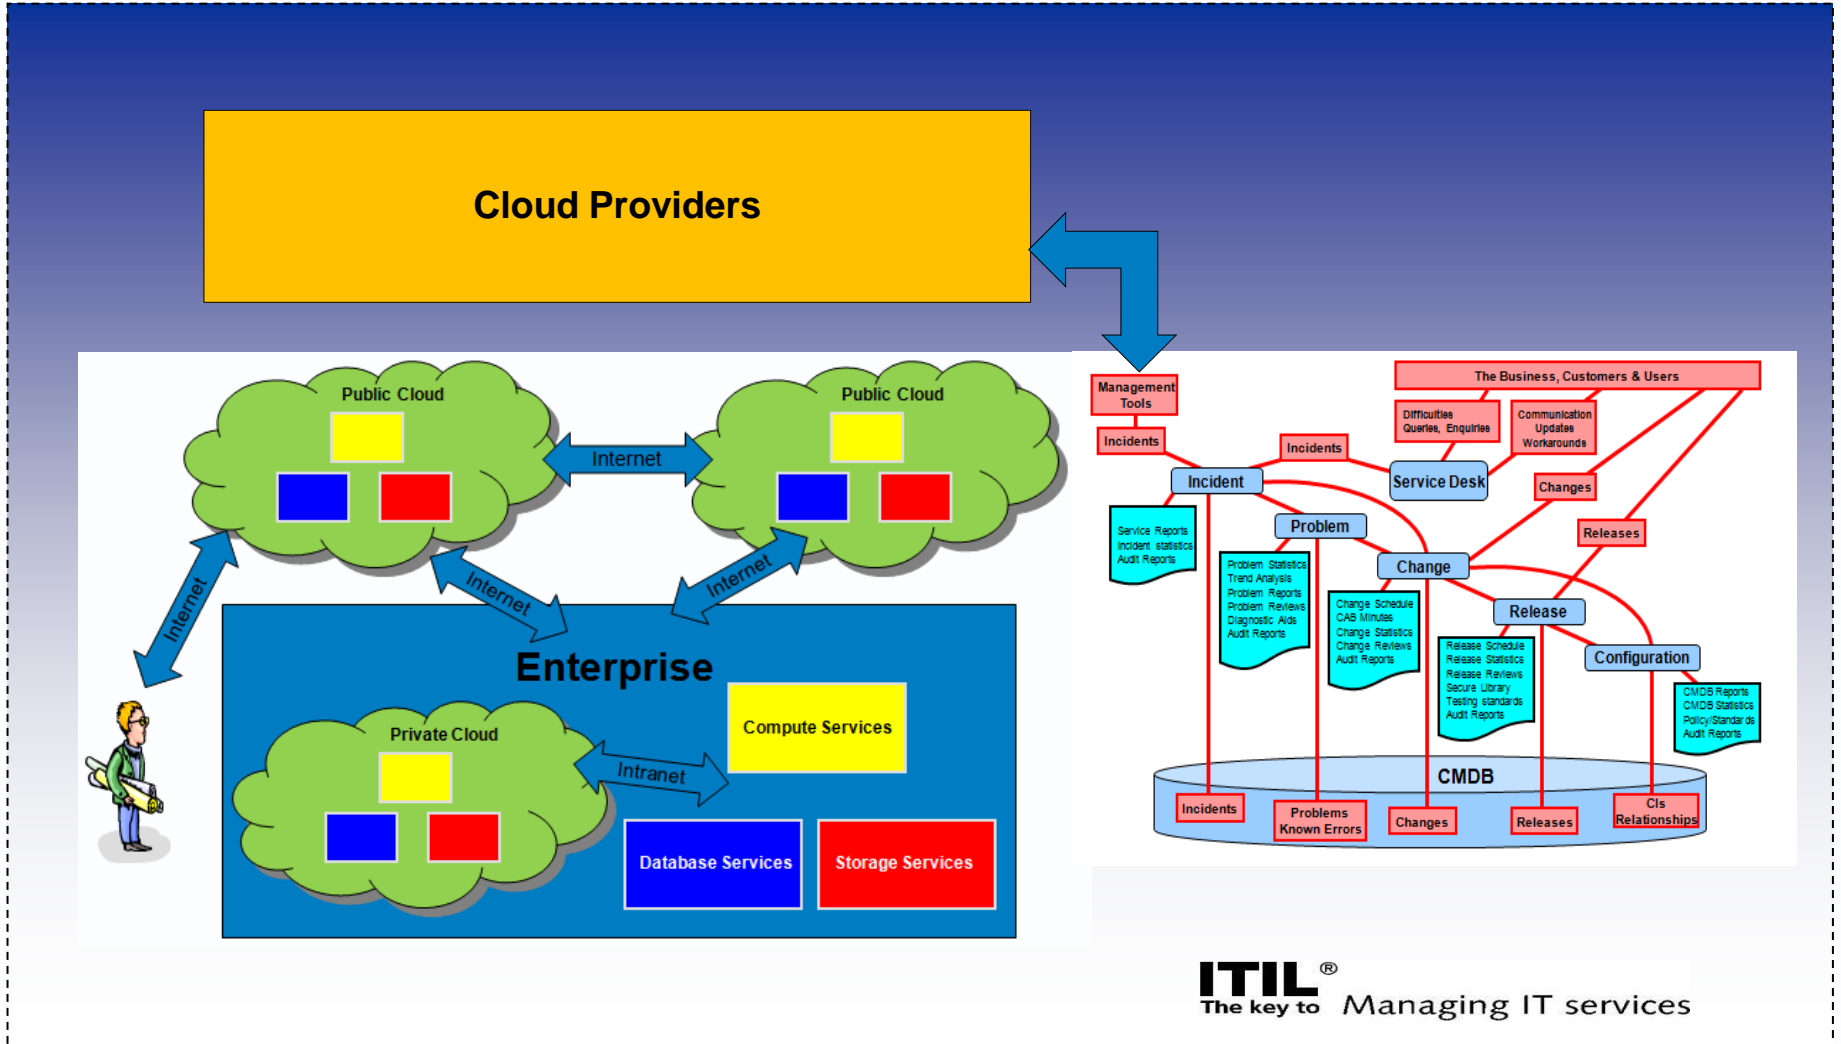 Cloud Providers
Public Cloud
Public Cloud
Internet
Internet
Internet
Internet
Enterprise
Private Cloud
Compute Services
Intranet
Database Services
Storage Services
Management
Tools
Incidents
The Business, Customers & Users
Difficulties
Queries, Enquiries
Communication
Updates
Workarounds
Incidents
Service Desk
Incident
Changes
Releases
Problem
Change
Release
Configuration
Service Reports
Incident statistics
Audit Reports
Problem Statistics
Trend Analysis
Problem Reports
Problem Reviews
Diagnostic Aids
Audit Reports
Change Schedule
CAB Minutes
Change Statistics
Change Reviews
Audit Reports
Release Schedule
Release Statistics
Release Reviews
Secure Library
Testing standards
Audit Reports
CMDB Reports
CMDB Statistics
Policy/Standards
Audit Reports
CMDB
Incidents
Problems
Known Errors
Changes
Releases
CIs
Relationships
ITIL®
The key to Managing IT services